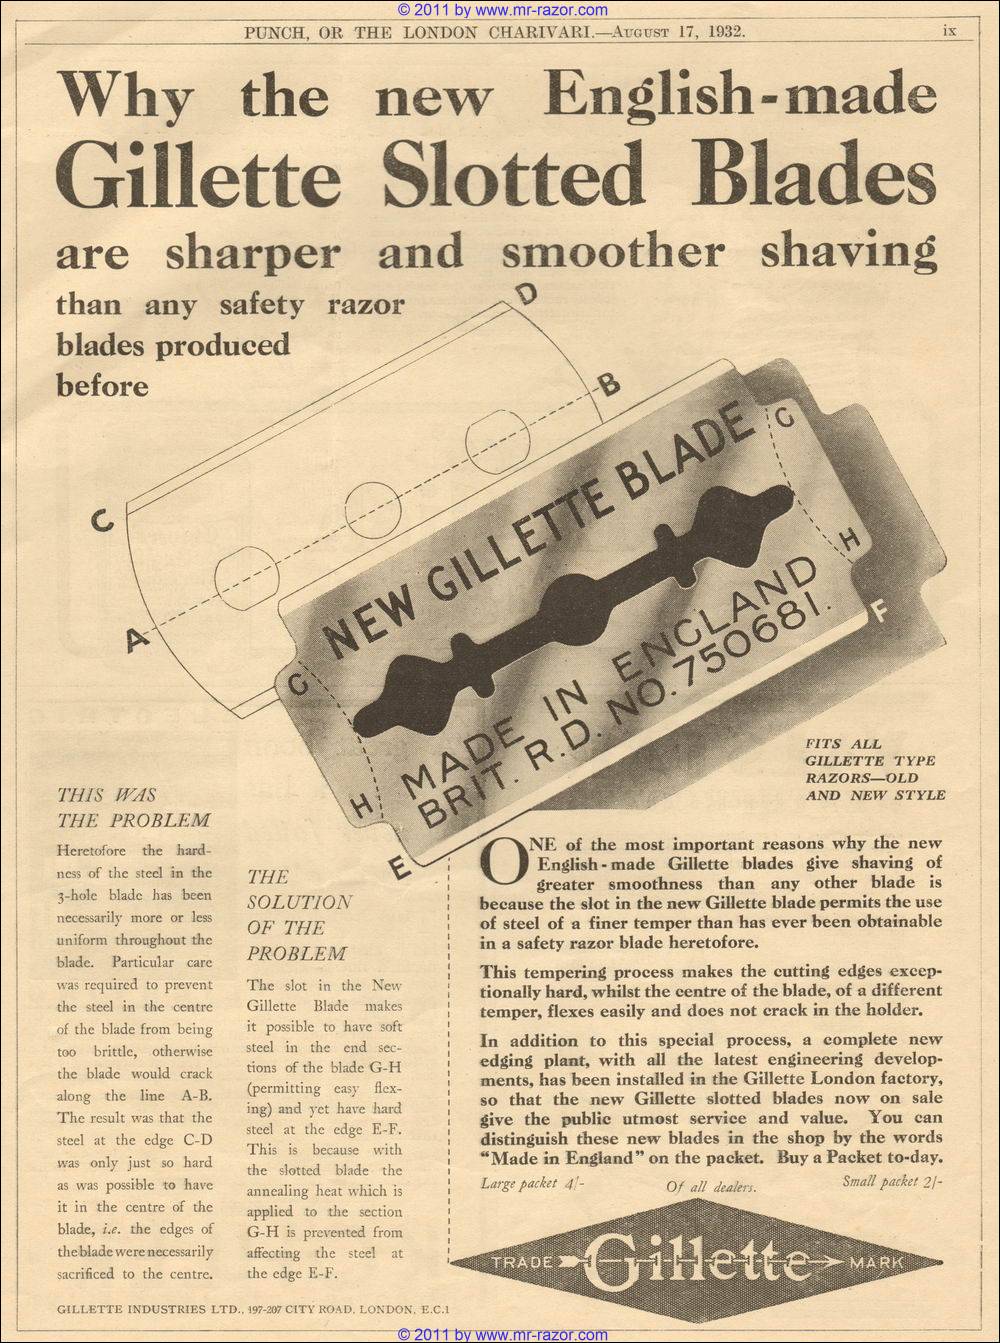 © 2011 by www.mr-razor.com
PUNCH, OR THE LONDON CHARIVARI.—August 17, 1932.
ix
Why the new English-made
Gillette Slotted Blades
are sharper and smoother shaving
than any safety razor
blades produced
before
D
B
C
A
G
H
F
G
H
E
NEW GILLETTE BLADE
MADE IN ENGLAND
BRIT. R.D. NO. 750681.
FITS ALL
GILLETTE TYPE
RAZORS—OLD
AND NEW STYLE
THIS WAS
THE PROBLEM
Heretofore the hard-
ness of the steel in the
3-hole blade has been
necessarily more or less
uniform throughout the
blade. Particular care
was required to prevent
the steel in the centre
of the blade from being
too brittle, otherwise
the blade would crack
along the line A-B.
The result was that the
steel at the edge C-D
was only just so hard
as was possible to have
it in the centre of the
blade, i.e. the edges of
the blade were necessarily
sacrificed to the centre.
THE
SOLUTION
OF THE
PROBLEM
The slot in the New
Gillette Blade makes
it possible to have soft
steel in the end sec-
tions of the blade G-H
(permitting easy flex-
ing) and yet have hard
steel at the edge E-F.
This is because with
the slotted blade the
annealing heat which is
applied to the section
G-H is prevented from
affecting the steel at
the edge E-F.
ONE of the most important reasons why the new
English-made Gillette blades give shaving of
greater smoothness than any other blade is
because the slot in the new Gillette blade permits the use
of steel of a finer temper than has ever been obtainable
in a safety razor blade heretofore.
This tempering process makes the cutting edges excep-
tionally hard, whilst the centre of the blade, of a different
temper, flexes easily and does not crack in the holder.
In addition to this special process, a complete new
edging plant, with all the latest engineering develop-
ments, has been installed in the Gillette London factory,
so that the new Gillette slotted blades now on sale
give the public utmost service and value. You can
distinguish these new blades in the shop by the words
"Made in England" on the packet. Buy a Packet to-day.
Large packet 4/- Of all dealers. Small packet 2/-
TRADE Gillette MARK
GILLETTE INDUSTRIES LTD., 197-207 CITY ROAD, LONDON, E.C.1
© 2011 by www.mr-razor.com